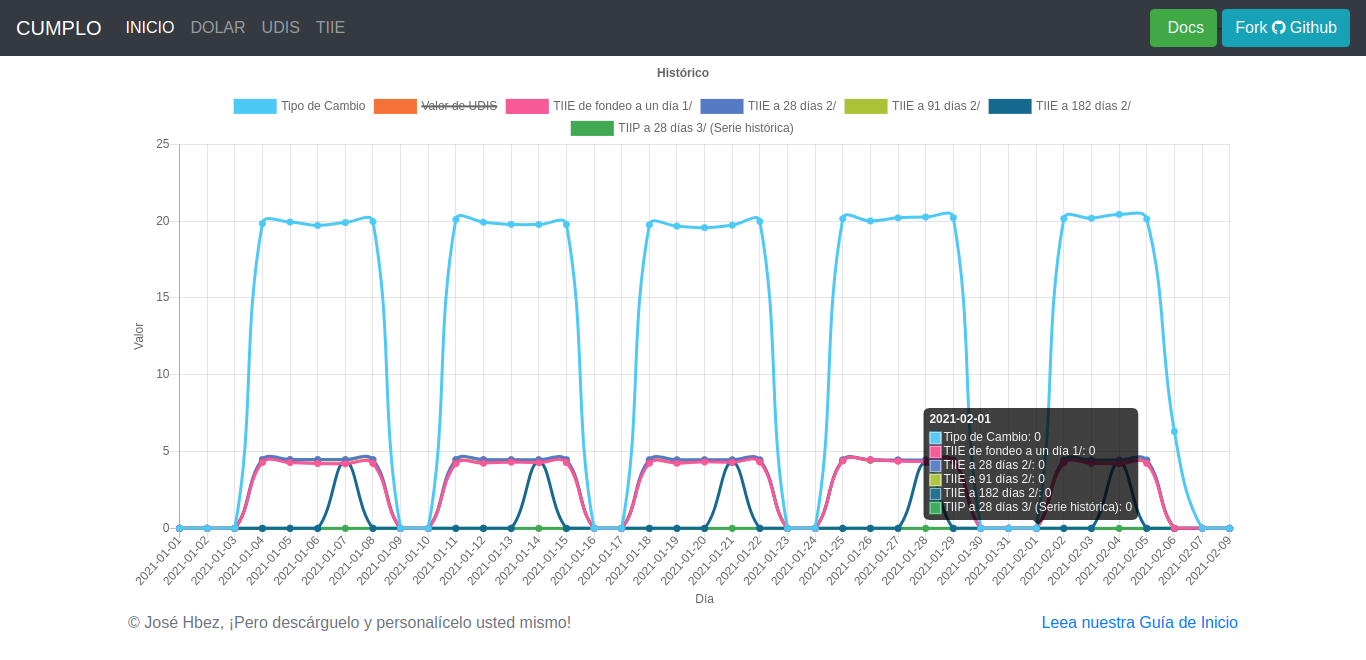 CUMPLO INICIO DOLAR UDIS TIIE Docs Fork Github
Histórico
Tipo de Cambio Valor de UDIS TIIE de fondeo a un día 1/ TIIE a 28 días 2/ TIIE a 91 días 2/ TIIE a 182 días 2/
TIIP a 28 días 3/ (Serie histórica)
25
20
15
10
5
0
Valor
2021-02-01
Tipo de Cambio: 0
TIIE de fondeo a un día 1/: 0
TIIE a 28 días 2/: 0
TIIE a 91 días 2/: 0
TIIE a 182 días 2/: 0
TIIP a 28 días 3/ (Serie histórica): 0
2021-01-01 2021-01-02 2021-01-03 2021-01-04 2021-01-05 2021-01-06 2021-01-07 2021-01-08 2021-01-09 2021-01-10 2021-01-11 2021-01-12 2021-01-13 2021-01-14 2021-01-15 2021-01-16 2021-01-17 2021-01-18 2021-01-19 2021-01-20 2021-01-21 2021-01-22 2021-01-23 2021-01-24 2021-01-25 2021-01-26 2021-01-27 2021-01-28 2021-01-29 2021-01-30 2021-01-31 2021-02-01 2021-02-02 2021-02-03 2021-02-04 2021-02-05 2021-02-06 2021-02-07 2021-02-09
Día
© José Hbez, ¡Pero descárguelo y personalícelo usted mismo! Leea nuestra Guía de Inicio